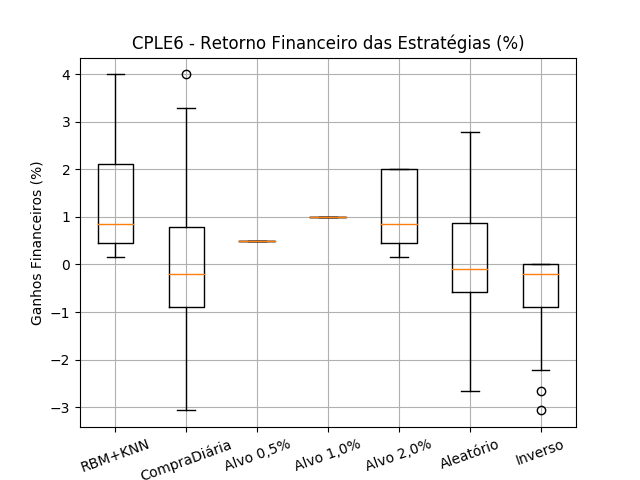 CPLE6 - Retorno Financeiro das Estratégias (%)
Ganhos Financeiros (%)
4
3
2
1
0
−1
−2
−3
RBM+KNN
CompraDiária
Alvo 0,5%
Alvo 1,0%
Alvo 2,0%
Aleatório
Inverso